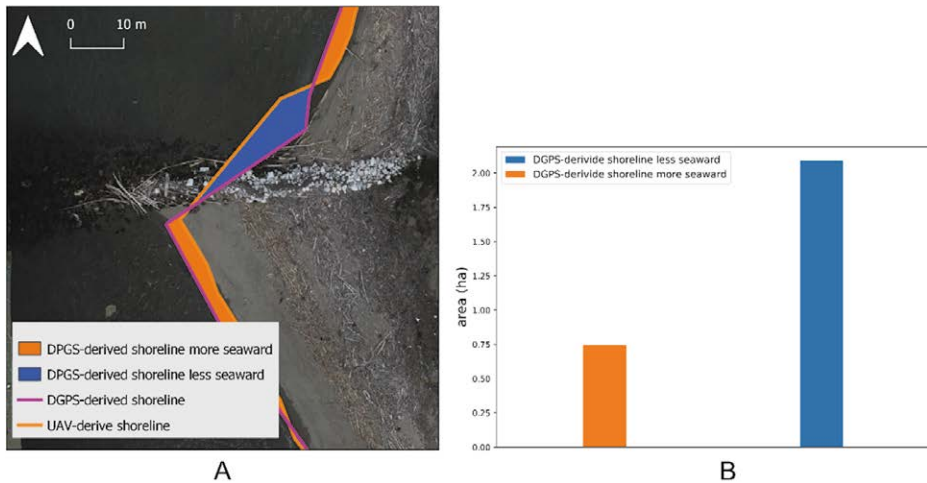 0 10 m
DPGS-derived shoreline more seaward
DPGS-derived shoreline less seaward
DGPS-derived shoreline
UAV-derive shoreline
A
DGPS-derivide shoreline less seaward
DGPS-derivide shoreline more seaward
2.00
1.75
1.50
1.25
1.00
0.75
0.50
0.25
0.00
area (ha)
B